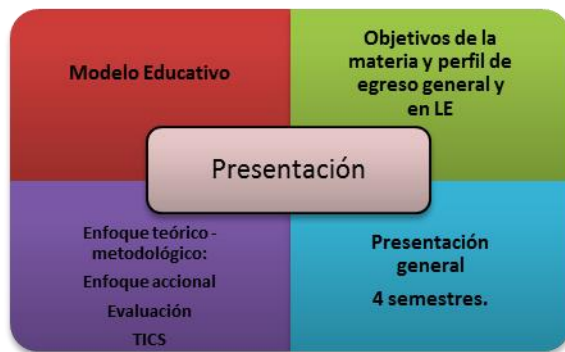 Modelo Educativo
Objetivos de la
materia y perfil de
egreso general y
en LE
Presentación
Enfoque teórico -
metodológico:
Enfoque accional
Evaluación
TICS
Presentación
general
4 semestres.